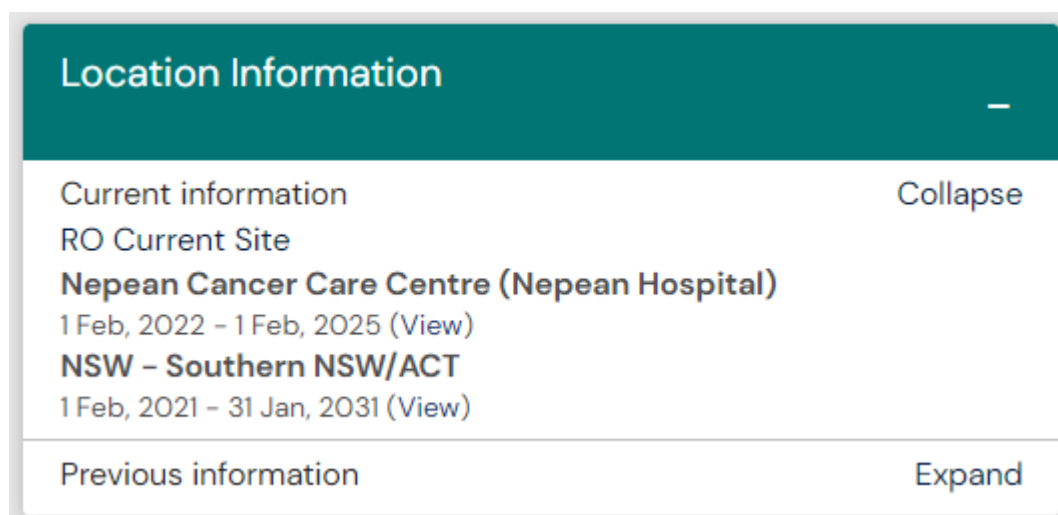 Location Information
–
Current information Collapse
RO Current Site
Nepean Cancer Care Centre (Nepean Hospital)
1 Feb, 2022 – 1 Feb, 2025 (View)
NSW – Southern NSW/ACT
1 Feb, 2021 – 31 Jan, 2031 (View)
Previous information Expand